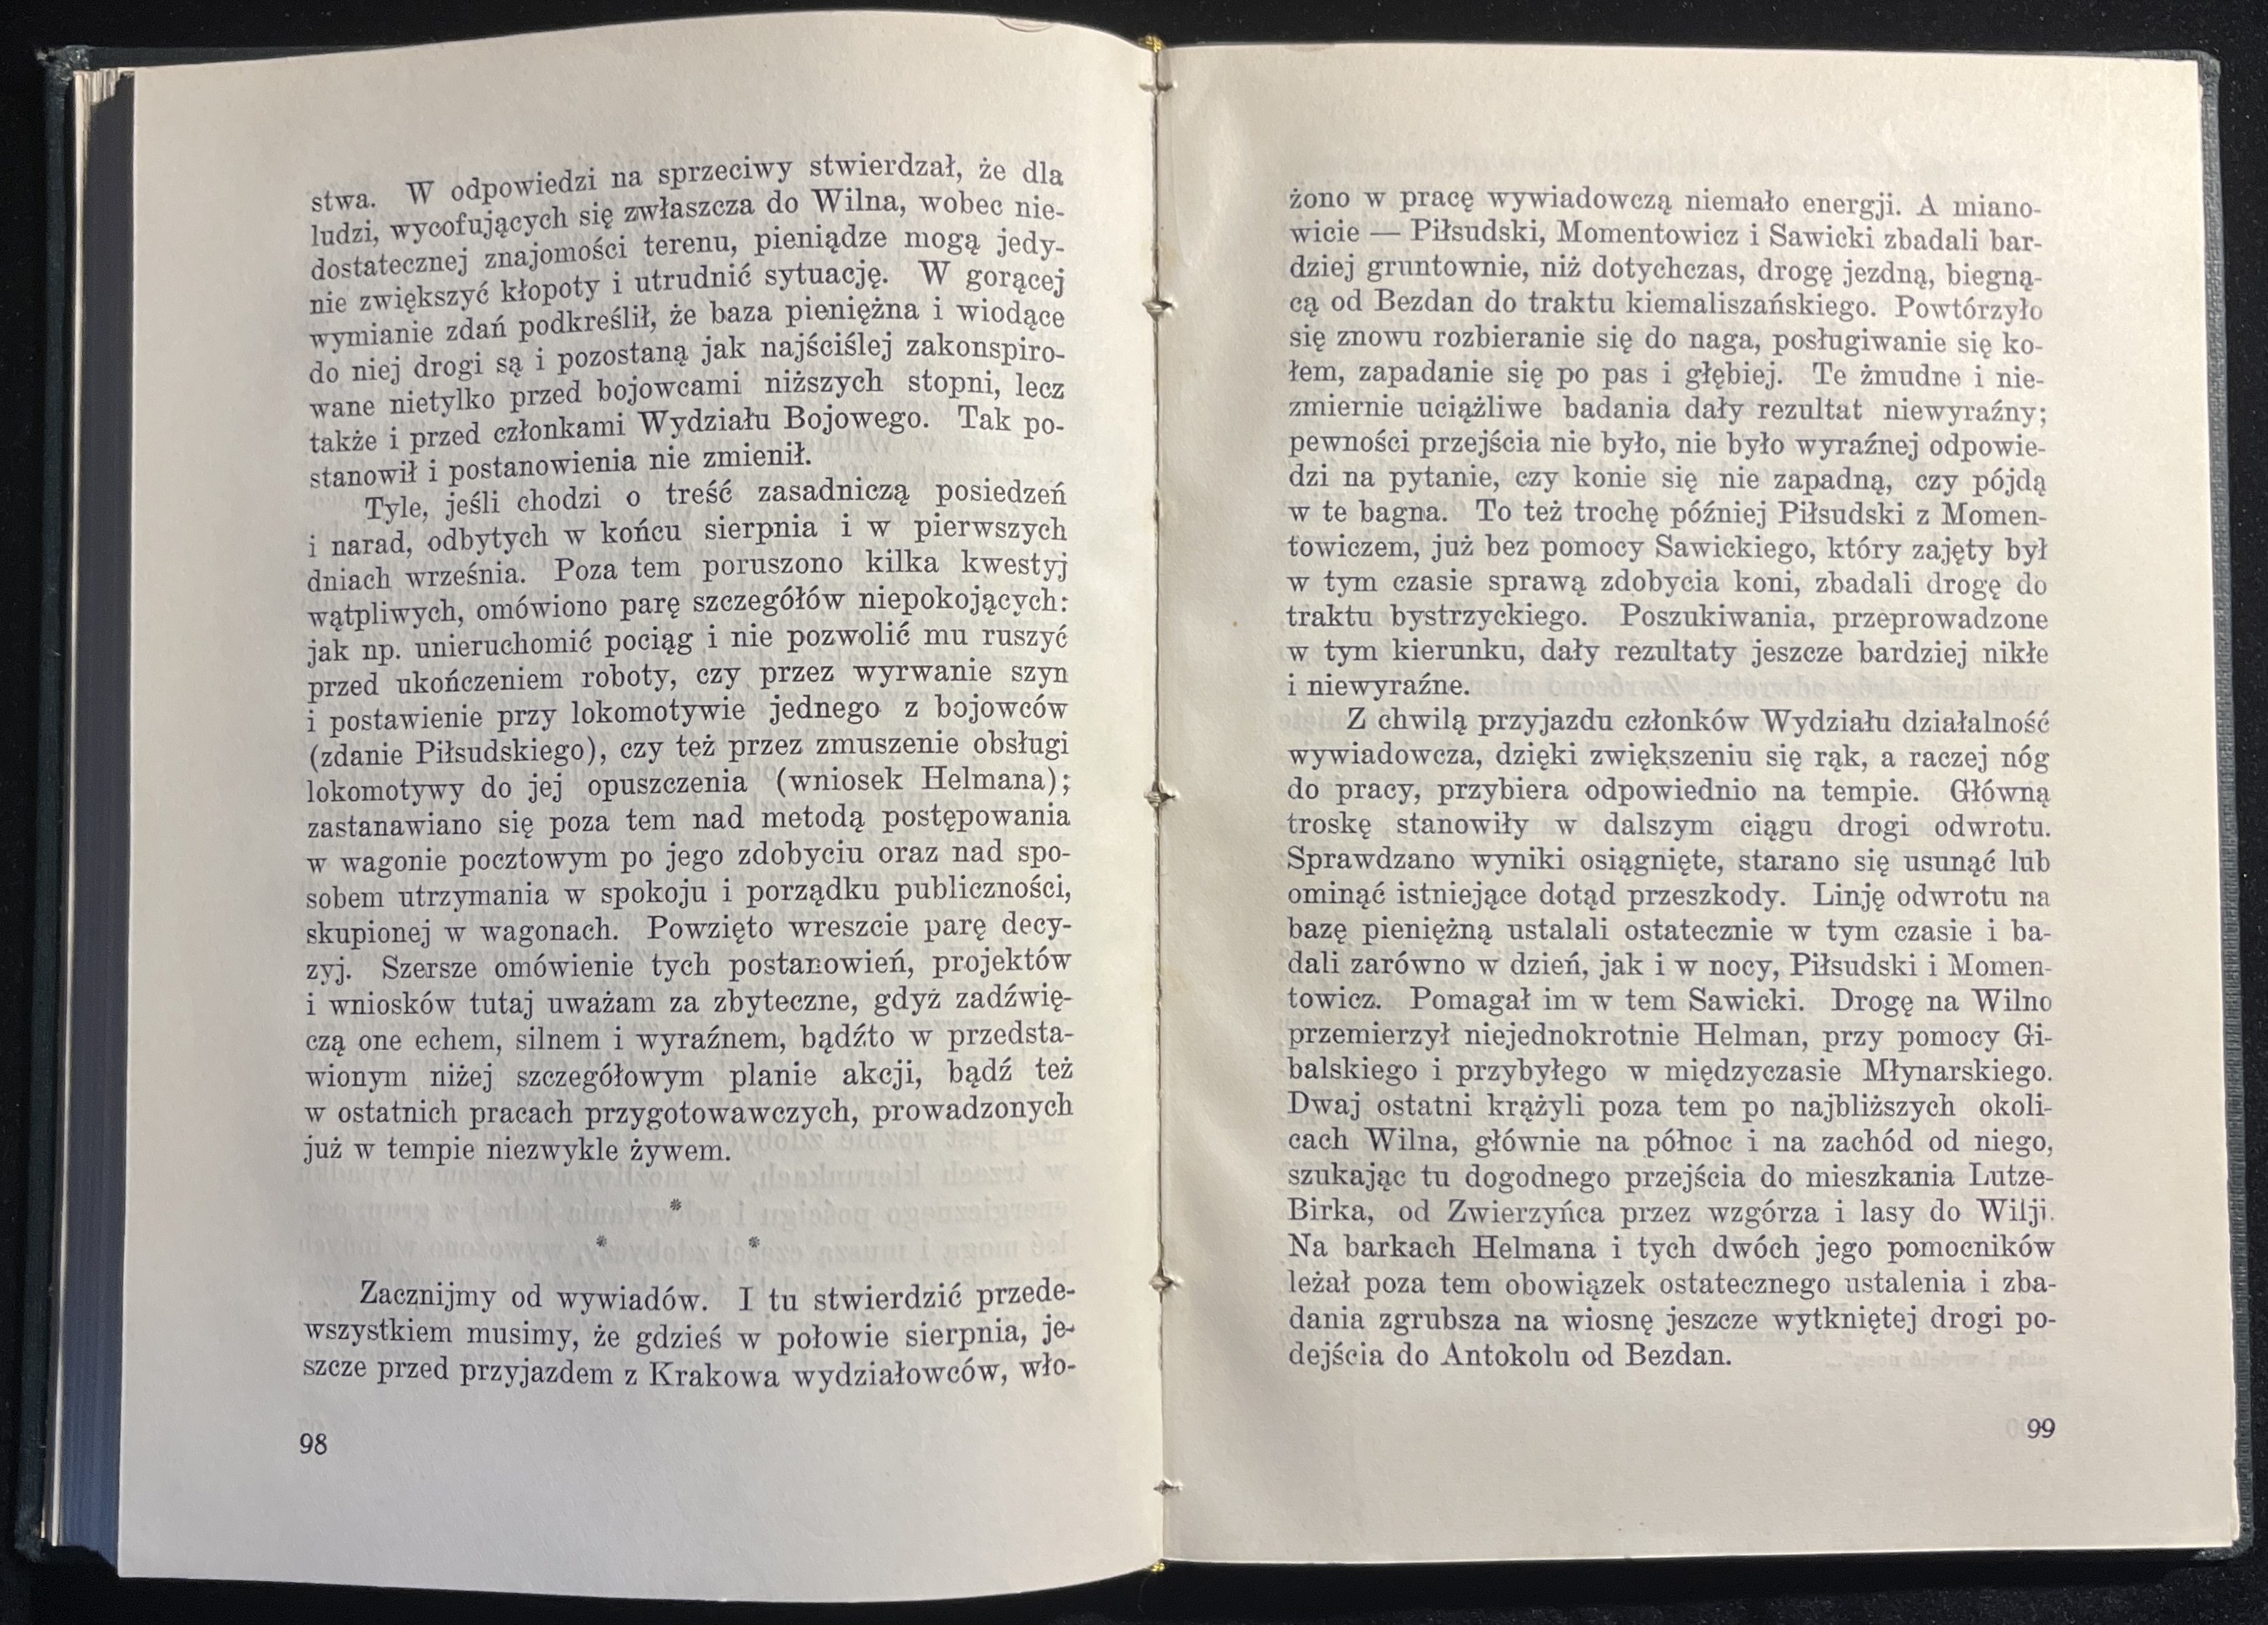 stwa. W odpowiedzi na sprzeciwy stwierdzał, że dla
ludzi, wycofujących się zwłaszcza do Wilna, wobec nie-
dostatecznej znajomości terenu, pieniądze mogą jedy-
nie zwiększyć kłopoty i utrudnić sytuację. W gorącej
wymianie zdań podkreślił, że baza pieniężna i wiodące
do niej drogi są i pozostaną jak najściślej zakonspiro-
wane nietylko przed bojowcami niższych stopni, lecz
także i przed członkami Wydziału Bojowego. Tak po-
stanowił i postanowienia nie zmienił.
Tyle, jeśli chodzi o treść zasadniczą posiedzeń
i narad, odbytych w końcu sierpnia i w pierwszych
dniach września. Poza tem poruszono kilka kwestyj
wątpliwych, omówiono parę szczegółów niepokojących:
jak np. unieruchomić pociąg i nie pozwolić mu ruszyć
przed ukończeniem roboty, czy przez wyrwanie szyn
i postawienie przy lokomotywie jednego z bojowców
(zdanie Piłsudskiego), czy też przez zmuszenie obsługi
lokomotywy do jej opuszczenia (wniosek Helmana);
zastanawiano się poza tem nad metodą postępowania
w wagonie pocztowym po jego zdobyciu oraz nad spo-
sobem utrzymania w spokoju i porządku publiczności,
skupionej w wagonach. Powzięto wreszcie parę decy-
zyj. Szersze omówienie tych postanowień, projektów
i wniosków tutaj uważam za zbyteczne, gdyż zadźwię-
czą one echem, silnem i wyraźnem, bądźto w przedsta-
wionym niżej szczegółowym planie akcji, bądź też
w ostatnich pracach przygotowawczych, prowadzonych
już w tempie niezwykle żywem.
*
* *
Zacznijmy od wywiadów. I tu stwierdzić przede-
wszystkiem musimy, że gdzieś w połowie sierpnia, je-
szcze przed przyjazdem z Krakowa wydziałowców, wło-
98
żono w pracę wywiadowczą niemało energji. A miano-
wicie — Piłsudski, Momentowicz i Sawicki zbadali bar-
dziej gruntownie, niż dotychczas, drogę jezdną, biegną-
cą od Bezdan do traktu kiemaliszańskiego. Powtórzyło
się znowu rozbieranie się do naga, posługiwanie się ko-
łem, zapadanie się po pas i głębiej. Te żmudne i nie-
zmiernie uciążliwe badania dały rezultat niewyraźny;
pewności przejścia nie było, nie było wyraźnej odpowie-
dzi na pytanie, czy konie się nie zapadną, czy pójdą
w te bagna. To też trochę później Piłsudski z Momen-
towiczem, już bez pomocy Sawickiego, który zajęty był
w tym czasie sprawą zdobycia koni, zbadali drogę do
traktu bystrzyckiego. Poszukiwania, przeprowadzone
w tym kierunku, dały rezultaty jeszcze bardziej nikłe
i niewyraźne.
Z chwilą przyjazdu członków Wydziału działalność
wywiadowcza, dzięki zwiększeniu się rąk, a raczej nóg
do pracy, przybiera odpowiednio na tempie. Główną
troskę stanowiły w dalszym ciągu drogi odwrotu.
Sprawdzano wyniki osiągnięte, starano się usunąć lub
ominąć istniejące dotąd przeszkody. Linję odwrotu na
bazę pieniężną ustalali ostatecznie w tym czasie i ba-
dali zarówno w dzień, jak i w nocy, Piłsudski i Momen-
towicz. Pomagał im w tem Sawicki. Drogę na Wilno
przemierzył niejednokrotnie Helman, przy pomocy Gi-
balskiego i przybyłego w międzyczasie Młynarskiego.
Dwaj ostatni krążyli poza tem po najbliższych okoli-
cach Wilna, głównie na północ i na zachód od niego,
szukając tu dogodnego przejścia do mieszkania Lutze-
Birka, od Zwierzyńca przez wzgórza i lasy do Wilji.
Na barkach Helmana i tych dwóch jego pomocników
leżał poza tem obowiązek ostatecznego ustalenia i zba-
dania zgrubsza na wiosnę jeszcze wytkniętej drogi po-
dejścia do Antokolu od Bezdan.
99